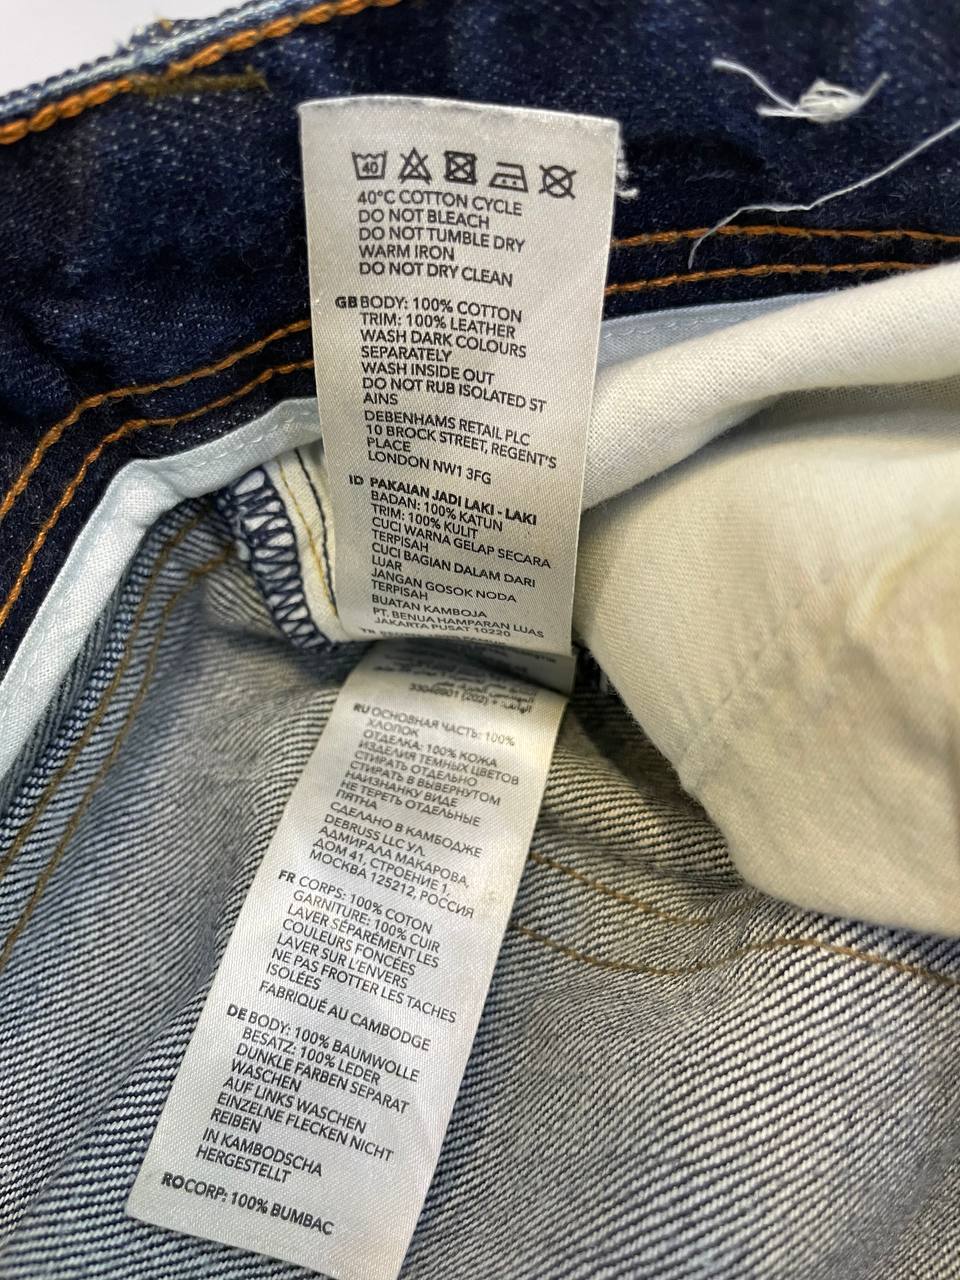 40
40°C COTTON CYCLE
DO NOT BLEACH
DO NOT TUMBLE DRY
WARM IRON
DO NOT DRY CLEAN
GB BODY: 100% COTTON
TRIM: 100% LEATHER
WASH DARK COLOURS
SEPARATELY
WASH INSIDE OUT
DO NOT RUB ISOLATED ST
AINS
DEBENHAMS RETAIL PLC
10 BROCK STREET, REGENT'S
PLACE
LONDON NW1 3FG
ID PAKAIAN JADI LAKI - LAKI
BADAN: 100% KATUN
TRIM: 100% KULIT
CUCI WARNA GELAP SECARA
TERPISAH
CUCI BAGIAN DALAM DARI
LUAR
JANGAN GOSOK NODA
TERPISAH
BUATAN KAMBOJA
PT. BENUA HAMPARAN LUAS
JAKARTA PUSAT 10220
RU ОСНОВНАЯ ЧАСТЬ: 100%
ХЛОПОК
ОТДЕЛКА: 100% КОЖА
ИЗДЕЛИЯ ТЕМНЫХ ЦВЕТОВ
СТИРАТЬ ОТДЕЛЬНО
СТИРАТЬ В ВЫВЕРНУТОМ
НАИЗНАНКУ ВИДЕ
НЕ ТЕРЕТЬ ОТДЕЛЬНЫЕ
ПЯТНА
СДЕЛАНО В КАМБОДЖЕ
DEBRUSS LLC УЛ.
АДМИРАЛА МАКАРОВА,
ДОМ 41, СТРОЕНИЕ 1,
МОСКВА 125212, РОССИЯ
FR CORPS: 100% COTON
GARNITURE: 100% CUIR
LAVER SÉPARÉMENT LES
COULEURS FONCÉES
LAVER SUR L'ENVERS
NE PAS FROTTER LES TACHES
ISOLÉES
FABRIQUÉ AU CAMBODGE
DE BODY: 100% BAUMWOLLE
BESATZ: 100% LEDER
DUNKLE FARBEN SEPARAT
WASCHEN
AUF LINKS WASCHEN
EINZELNE FLECKEN NICHT
REIBEN
IN KAMBODSCHA
HERGESTELLT
RO CORP: 100% BUMBAC